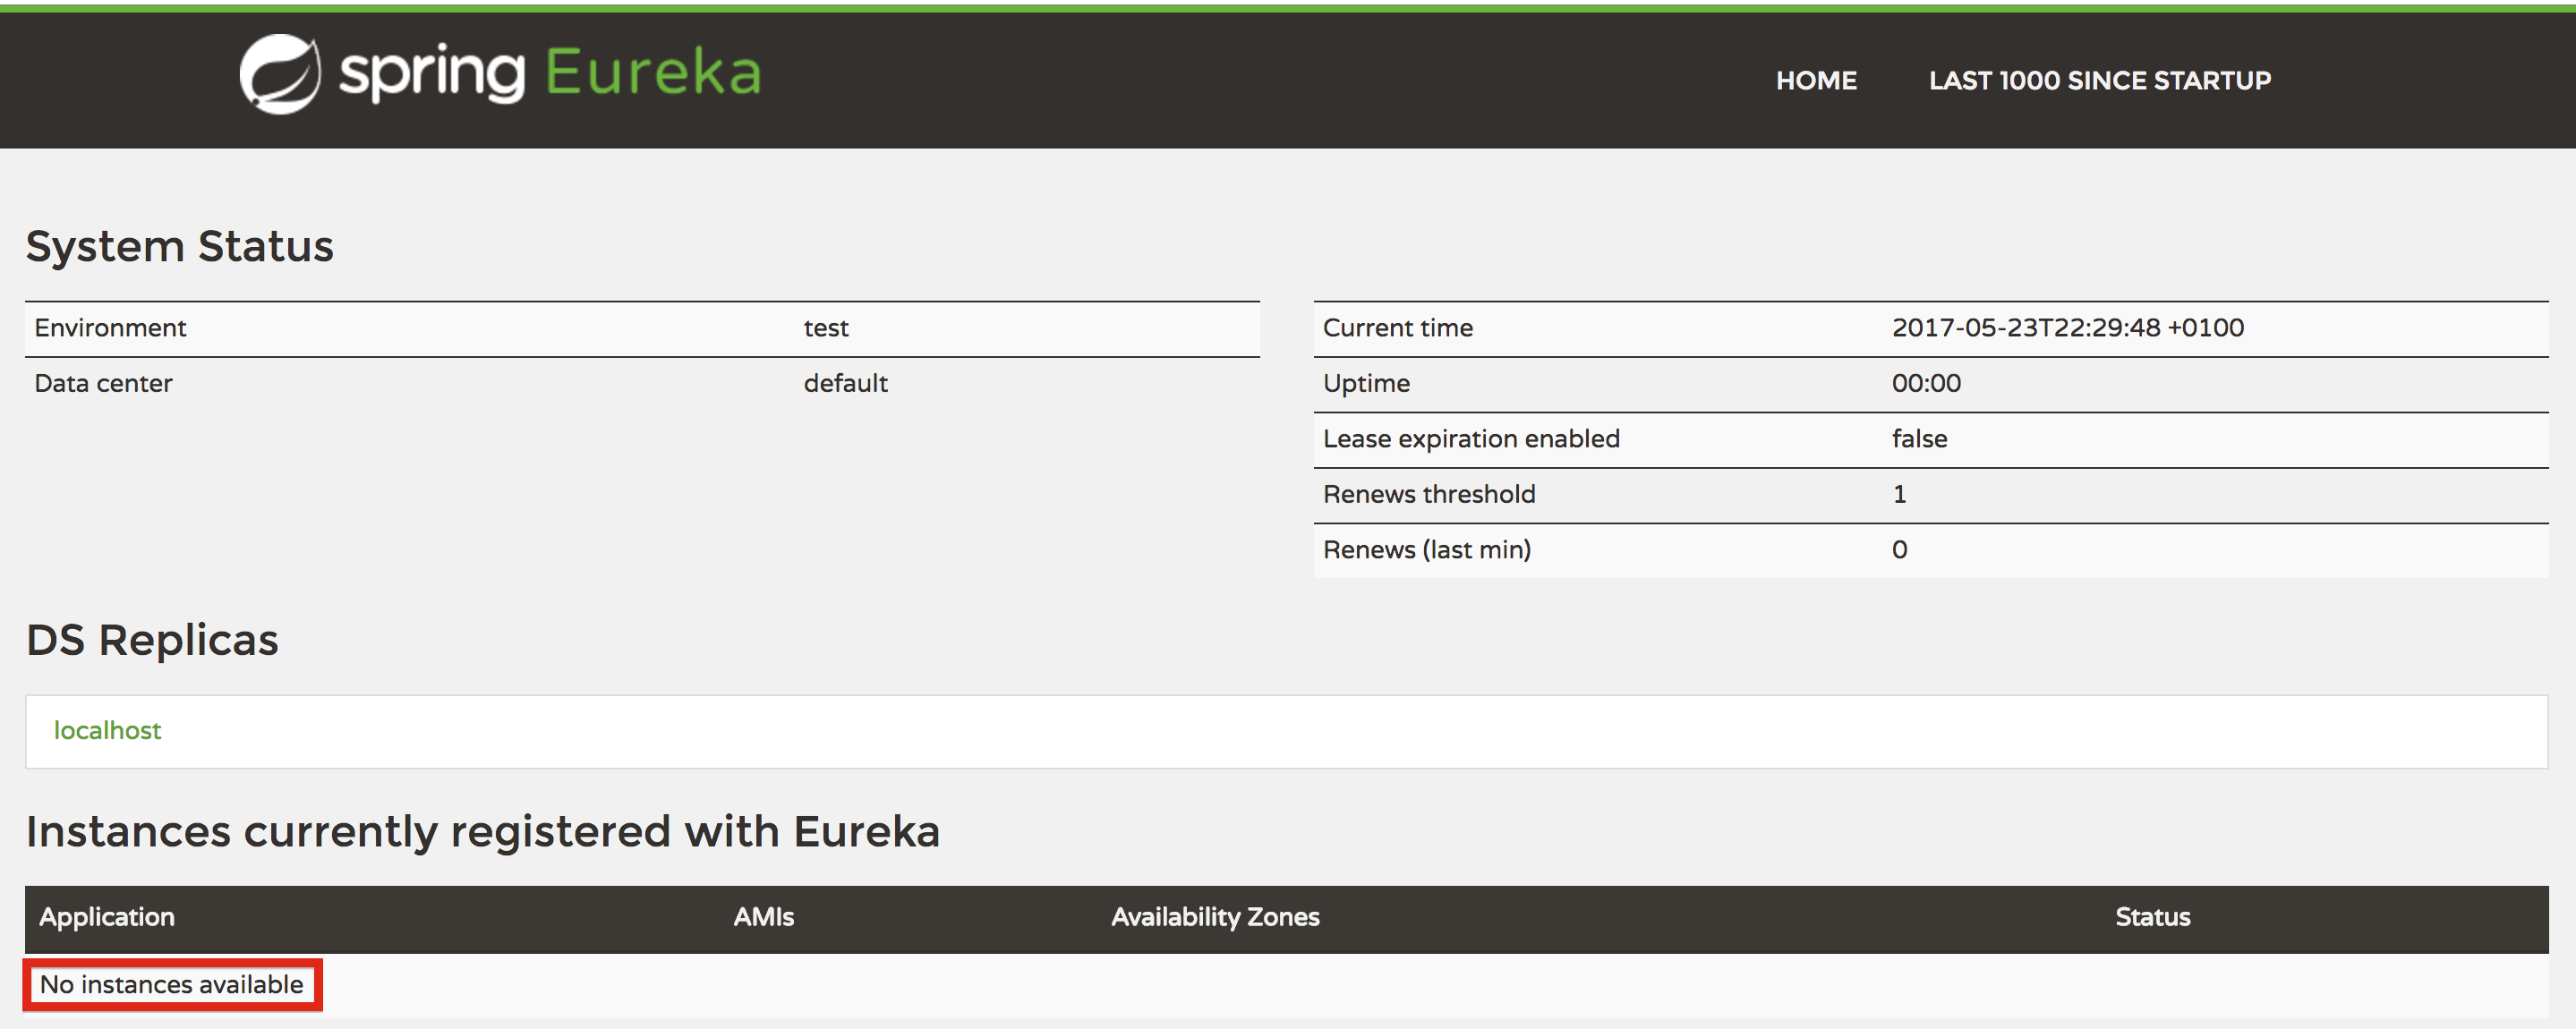 spring Eureka
HOME LAST 1000 SINCE STARTUP
System Status
Environment test
Data center default
Current time 2017-05-23T22:29:48 +0100
Uptime 00:00
Lease expiration enabled false
Renews threshold 1
Renews (last min) 0
DS Replicas
localhost
Instances currently registered with Eureka
Application AMIs Availability Zones Status
No instances available